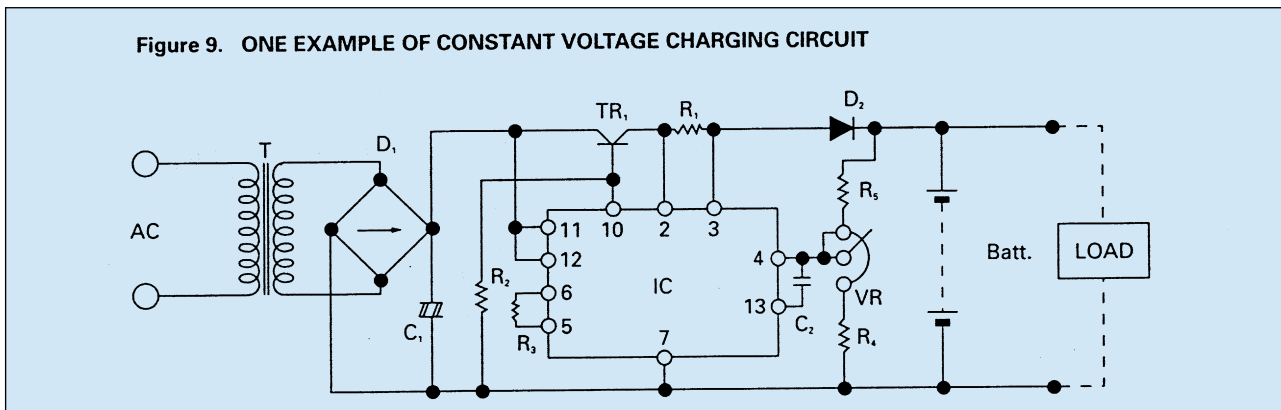 Figure 9. ONE EXAMPLE OF CONSTANT VOLTAGE CHARGING CIRCUIT
TR₁ R₁ D₂
T D₁
R₅
AC
11 10 2 3
12 4
R₂ IC Batt. LOAD
6 VR
13
C₁ 5 C₂
R₃ R₄
7